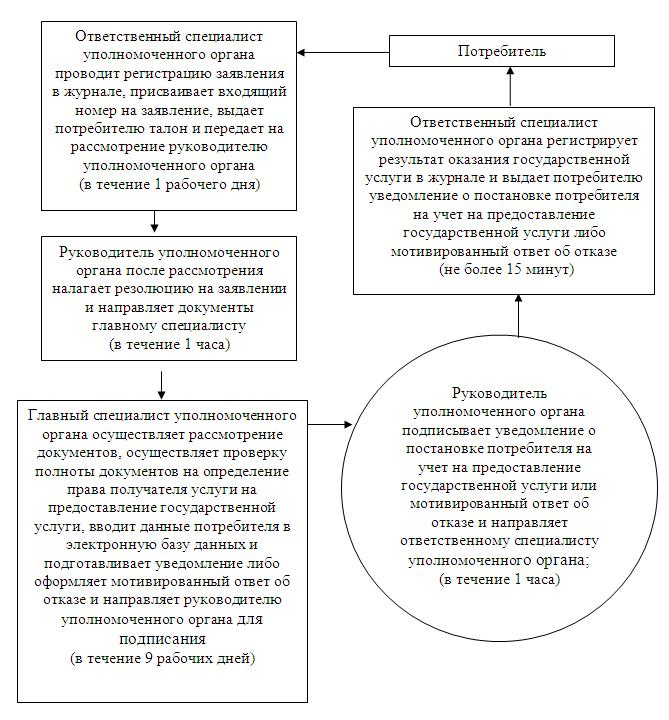 Потребитель
Ответственный специалист
уполномоченного органа
проводит регистрацию заявления
в журнале, присваивает входящий
номер на заявление, выдает
потребителю талон и передает на
рассмотрение руководителю
уполномоченного органа
(в течение 1 рабочего дня)
Руководитель уполномоченного
органа после рассмотрения
налагает резолюцию на заявлении
и направляет документы
главному специалисту
(в течение 1 часа)
Главный специалист уполномоченного
органа осуществляет рассмотрение
документов, осуществляет проверку
полноты документов на определение
права получателя услуги на
предоставление государственной
услуги, вводит данные потребителя в
электронную базу данных и
подготавливает уведомление либо
оформляет мотивированный ответ об
отказе и направляет руководителю
уполномоченного органа для
подписания
(в течение 9 рабочих дней)
Руководитель
уполномоченного органа
подписывает уведомление о
постановке потребителя на
учет на предоставление
государственной услуги или
мотивированный ответ об
отказе и направляет
ответственному специалисту
уполномоченного органа;
(в течение 1 часа)
Ответственный специалист
уполномоченного органа регистрирует
результат оказания государственной
услуги в журнале и выдает потребителю
уведомление о постановке потребителя
на учет на предоставление
государственной услуги либо
мотивированный ответ об отказе
(не более 15 минут)